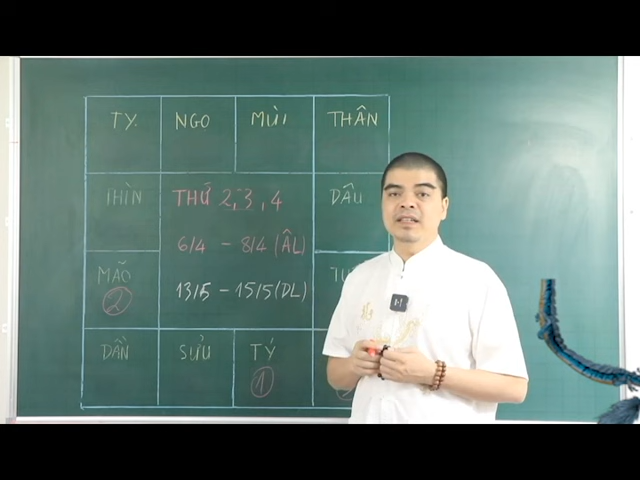 TỴ NGỌ MÙI THÂN
THÌN THỨ 2, 3, 4 DẬU
6/4 - 8/4 (ÂL)
MÃO
2 13/5 - 15/5 (DL)
DẦN SỬU TÝ
1